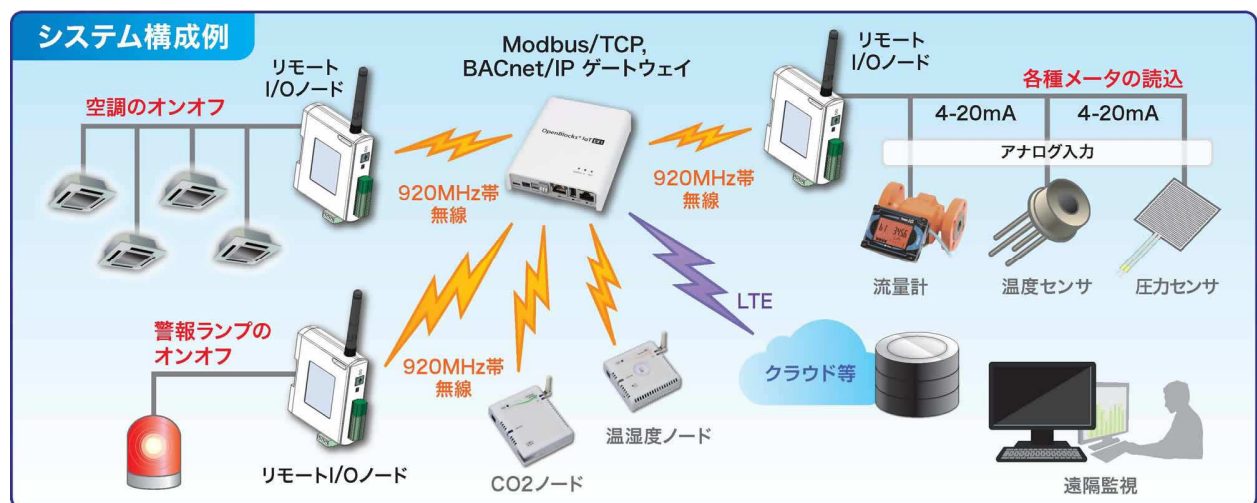 システム構成例
リモート
I/Oノード
Modbus/TCP,
BACnet/IP ゲートウェイ
リモート
I/Oノード
空調のオンオフ
各種メータの読込
4-20mA
4-20mA
アナログ入力
OpenBlocks IoT
920MHz帯
無線
920MHz帯
無線
流量計
温度センサ
圧力センサ
LTE
警報ランプの
オンオフ
920MHz帯
無線
クラウド等
温湿度ノード
リモートI/Oノード
CO2ノード
遠隔監視